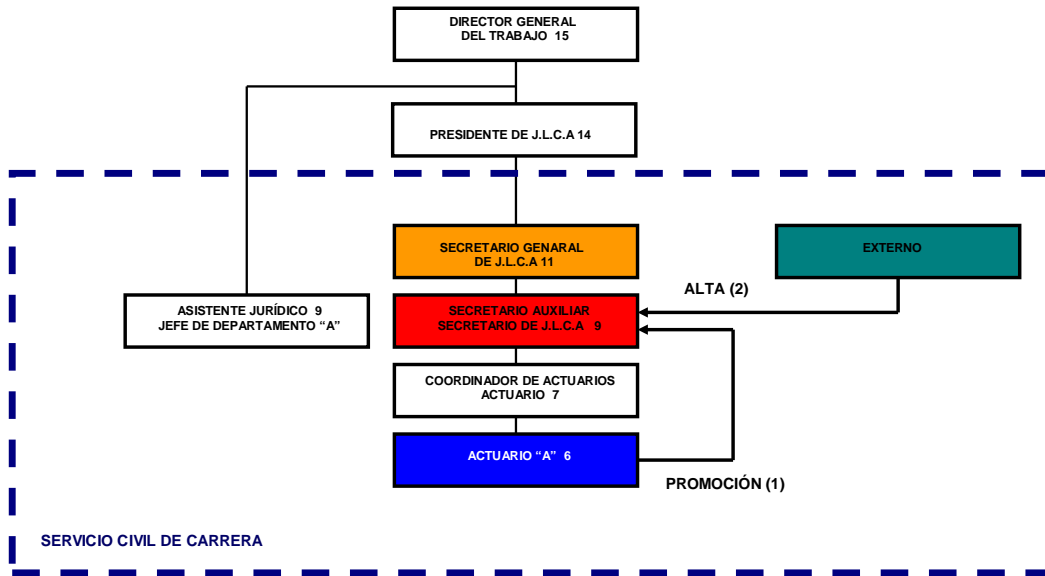 DIRECTOR GENERAL
DEL TRABAJO 15
PRESIDENTE DE J.L.C.A 14
SECRETARIO GENARAL
DE J.L.C.A 11
EXTERNO
ALTA (2)
ASISTENTE JURÍDICO 9
JEFE DE DEPARTAMENTO “A”
SECRETARIO AUXILIAR
SECRETARIO DE J.L.C.A 9
COORDINADOR DE ACTUARIOS
ACTUARIO 7
ACTUARIO “A” 6
PROMOCIÓN (1)
SERVICIO CIVIL DE CARRERA